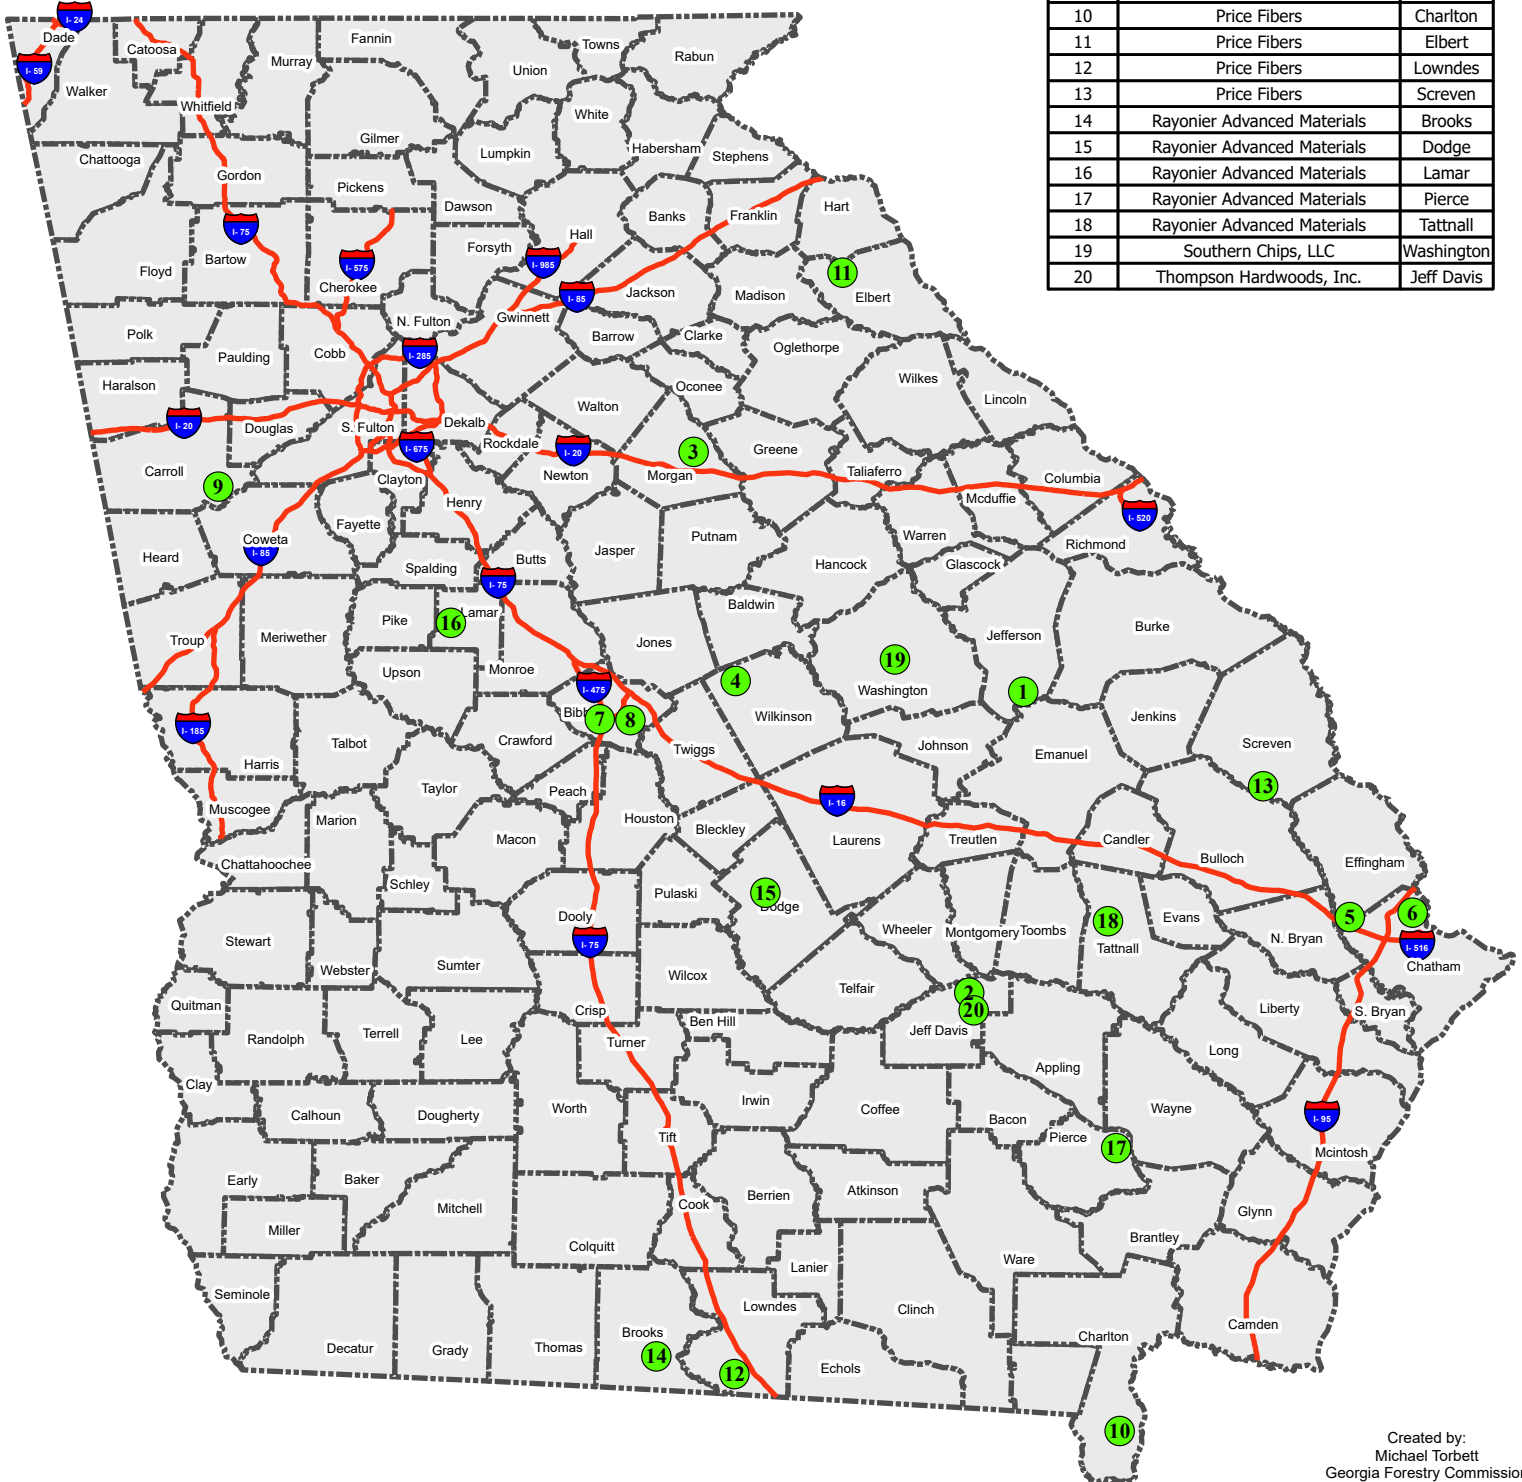 10 Price Fibers Charlton
11 Price Fibers Elbert
12 Price Fibers Lowndes
13 Price Fibers Screven
14 Rayonier Advanced Materials Brooks
15 Rayonier Advanced Materials Dodge
16 Rayonier Advanced Materials Lamar
17 Rayonier Advanced Materials Pierce
18 Rayonier Advanced Materials Tattnall
19 Southern Chips, LLC Washington
20 Thompson Hardwoods, Inc. Jeff Davis
I- 24
Dade
Catoosa
Fannin
Towns
Rabun
Union
Murray
I- 59
Walker
Whitfield
White
Gilmer
Lumpkin
Habersham
Stephens
Chattooga
Gordon
Pickens
Dawson
Banks
Franklin
Hart
I- 75
Hall
Forsyth
Bartow
Floyd
I- 575
I- 985
Cherokee
11
Elbert
I- 85
Jackson
Madison
N. Fulton
Gwinnett
Polk
Barrow
Clarke
Oglethorpe
Cobb
Paulding
I- 285
Haralson
Oconee
Wilkes
Lincoln
Walton
I- 20
Douglas
S. Fulton
Dekalb
Rockdale
I- 675
I- 20
3
Greene
Carroll
9
Clayton
Newton
Morgan
Taliaferro
Columbia
Henry
Mcduffie
I- 520
Fayette
Coweta
I- 85
Warren
Putnam
Richmond
Heard
Spalding
Butts
Jasper
Hancock
Glascock
I- 75
Baldwin
Lamar
16
Pike
Troup
Meriwether
Jones
Jefferson
Burke
Upson
Monroe
19
Washington
4
I- 475
1
Bibb
7
8
Wilkinson
Jenkins
I- 185
Talbot
Crawford
Twiggs
Johnson
Emanuel
Screven
Harris
13
Taylor
Peach
I- 16
Muscogee
Marion
Houston
Macon
Bleckley
Laurens
Treutlen
Candler
Bulloch
Effingham
Chattahoochee
Schley
Pulaski
15
Dodge
Dooly
5
6
18
Evans
Stewart
Wheeler
Montgomery
Toombs
Tattnall
N. Bryan
I- 75
I- 516
Chatham
Webster
Sumter
Wilcox
Telfair
2
20
Quitman
Crisp
Ben Hill
Jeff Davis
Liberty
S. Bryan
Randolph
Terrell
Lee
Turner
Long
Appling
Clay
Calhoun
Dougherty
Worth
Irwin
Coffee
Bacon
Wayne
I- 95
Tift
Pierce
17
Mcintosh
Early
Baker
Mitchell
Cook
Berrien
Atkinson
Glynn
Miller
Colquitt
Brantley
Lanier
Ware
Seminole
Lowndes
Clinch
Camden
Brooks
Charlton
Decatur
Grady
Thomas
14
12
Echols
10
Created by:
Michael Torbett
Georgia Forestry Commission